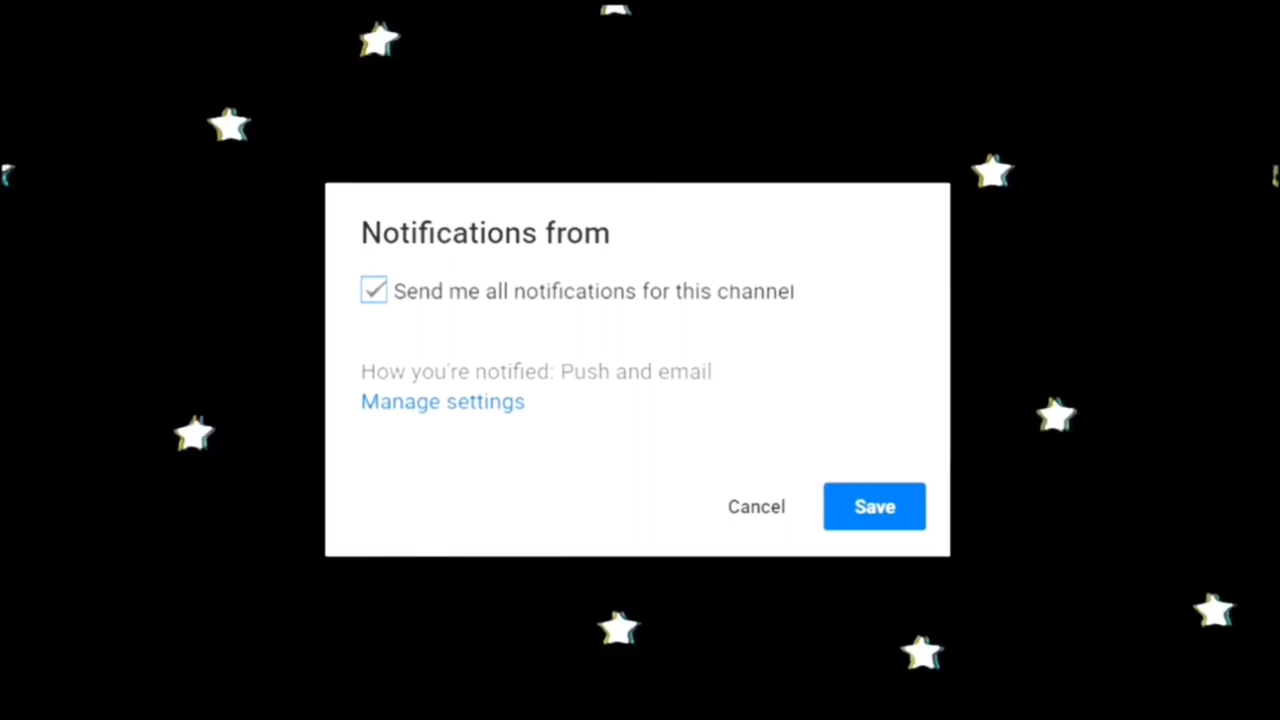 Notifications from
Send me all notifications for this channel
How you're notified: Push and email
Manage settings
Cancel
Save